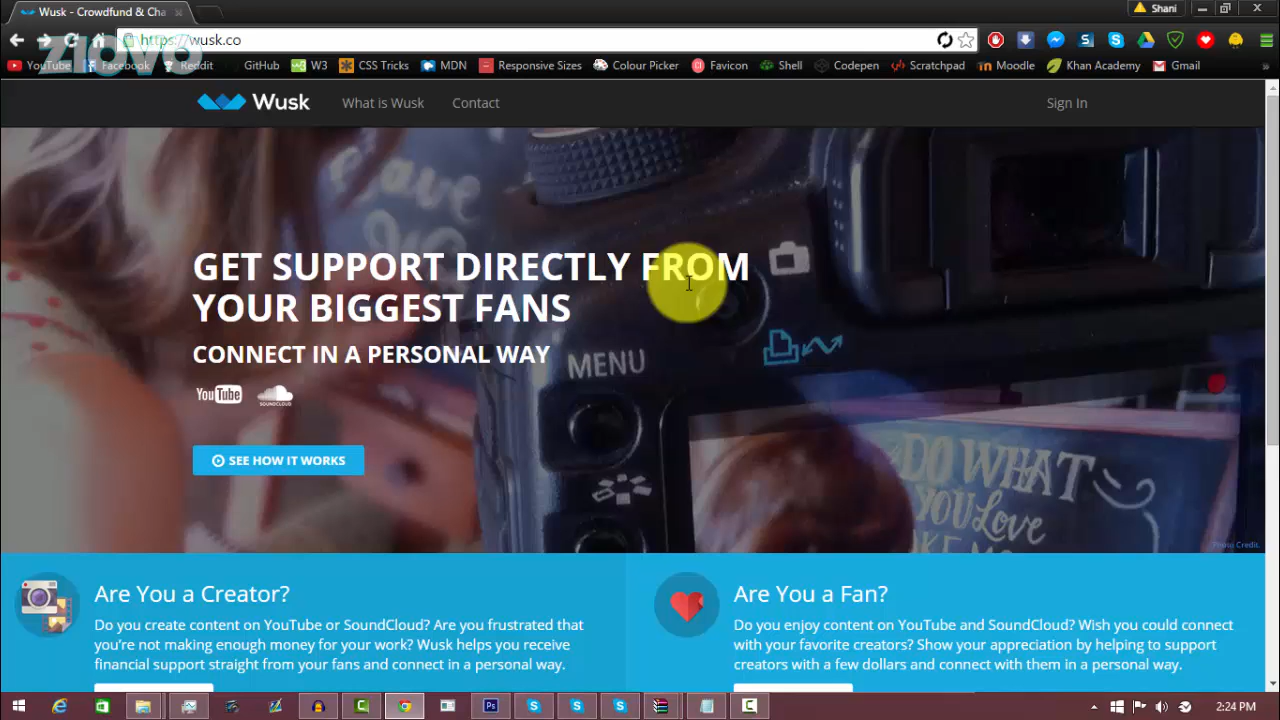 Wusk - Crowdfund & Cha
Shani
https://wusk.co
ziovo
YouTube
Facebook
Reddit
GitHub
W3
CSS Tricks
MDN
Responsive Sizes
Colour Picker
Favicon
Shell
Codepen
Scratchpad
Moodle
Khan Academy
Gmail
»
Wusk
What is Wusk
Contact
Sign In
GET SUPPORT DIRECTLY FROM
YOUR BIGGEST FANS
CONNECT IN A PERSONAL WAY
MENU
YouTube
SOUNDCLOUD
SEE HOW IT WORKS
DO WHAT
YOU Love
Photo Credit.
Are You a Creator?
Do you create content on YouTube or SoundCloud? Are you frustrated that
you're not making enough money for your work? Wusk helps you receive
financial support straight from your fans and connect in a personal way.
Are You a Fan?
Do you enjoy content on YouTube and SoundCloud? Wish you could connect
with your favorite creators? Show your appreciation by helping to support
creators with a few dollars and connect with them in a personal way.
2:24 PM